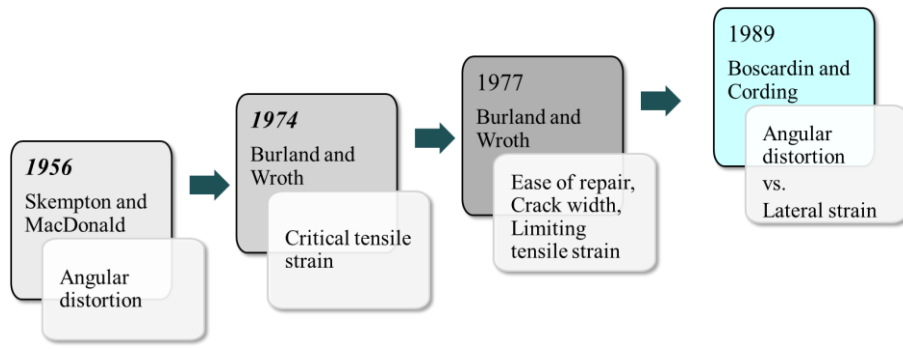 1956
Skempton and
MacDonald
Angular
distortion
1974
Burland and
Wroth
Critical tensile
strain
1977
Burland and
Wroth
Ease of repair,
Crack width,
Limiting
tensile strain
1989
Boscardin and
Cording
Angular
distortion
vs.
Lateral strain